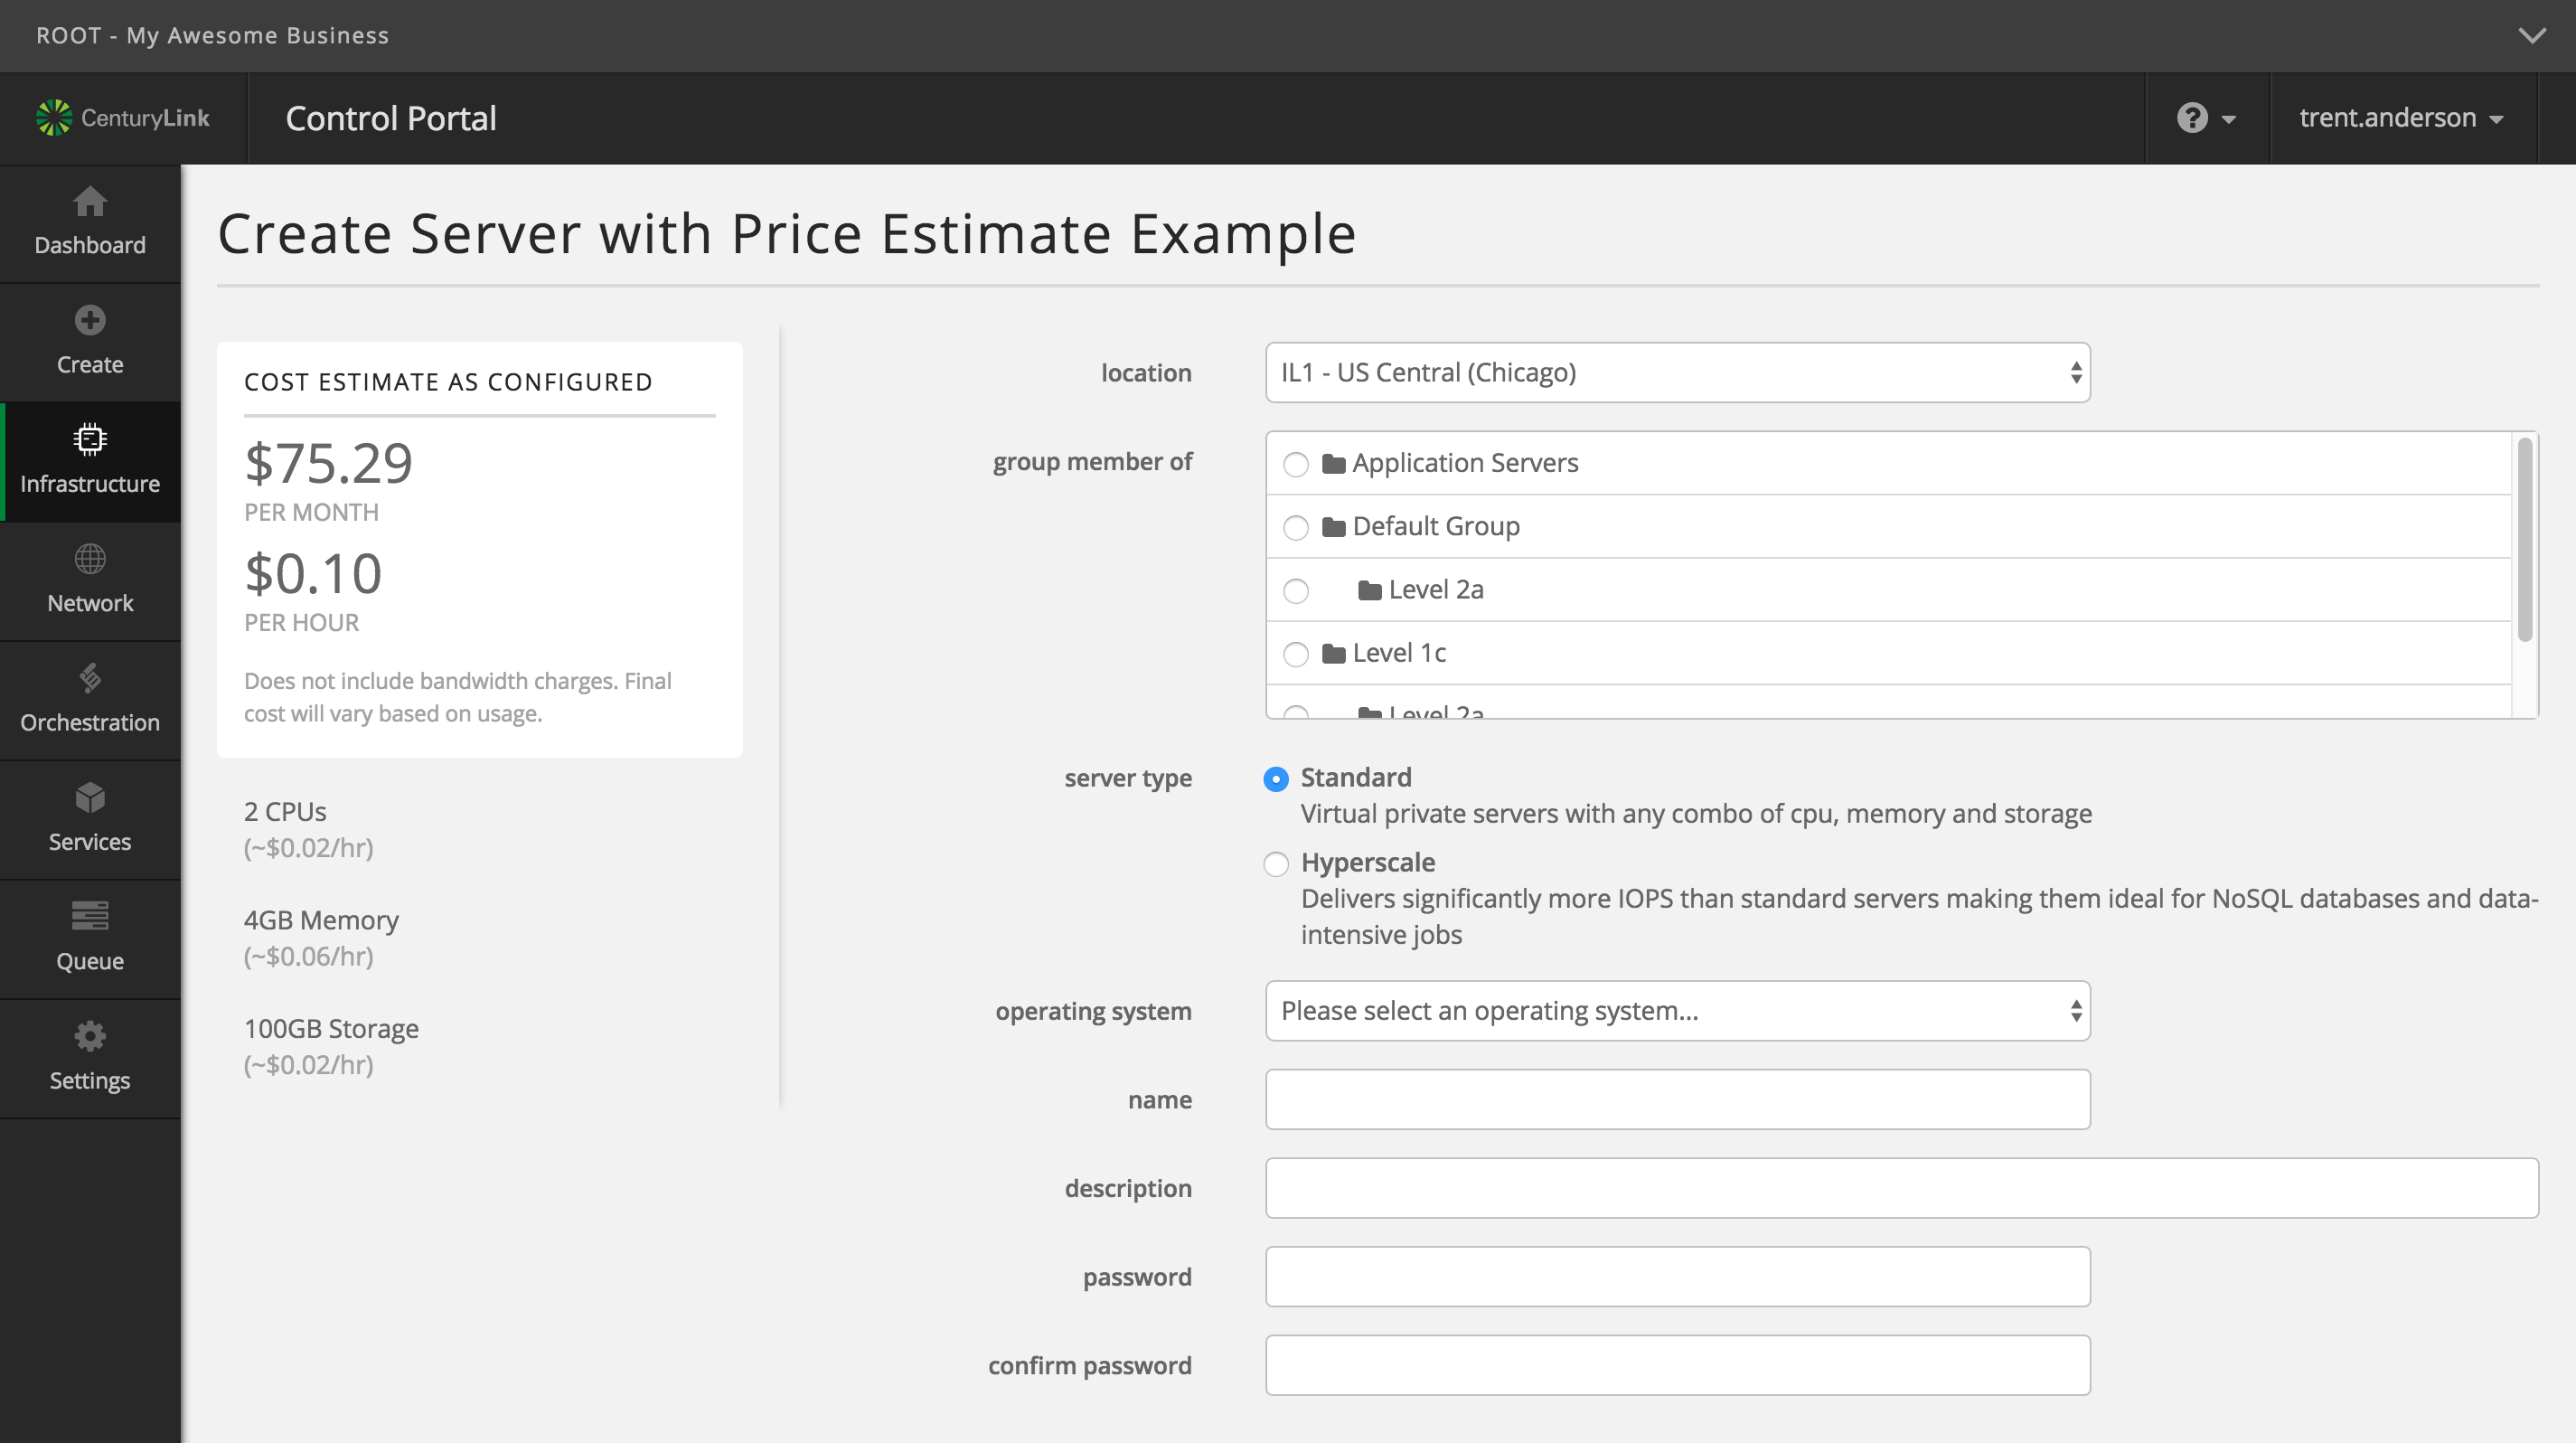 ROOT - My Awesome Business
CenturyLink
Control Portal
?
trent.anderson
Dashboard
Create
Infrastructure
Network
Orchestration
Services
Queue
Settings
Create Server with Price Estimate Example
COST ESTIMATE AS CONFIGURED
$75.29
PER MONTH
$0.10
PER HOUR
Does not include bandwidth charges. Final
cost will vary based on usage.
2 CPUs
(~$0.02/hr)
4GB Memory
(~$0.06/hr)
100GB Storage
(~$0.02/hr)
location
IL1 - US Central (Chicago)
group member of
Application Servers
Default Group
Level 2a
Level 1c
Level 2a
server type
Standard
Virtual private servers with any combo of cpu, memory and storage
Hyperscale
Delivers significantly more IOPS than standard servers making them ideal for NoSQL databases and data-
intensive jobs
operating system
Please select an operating system...
name
description
password
confirm password